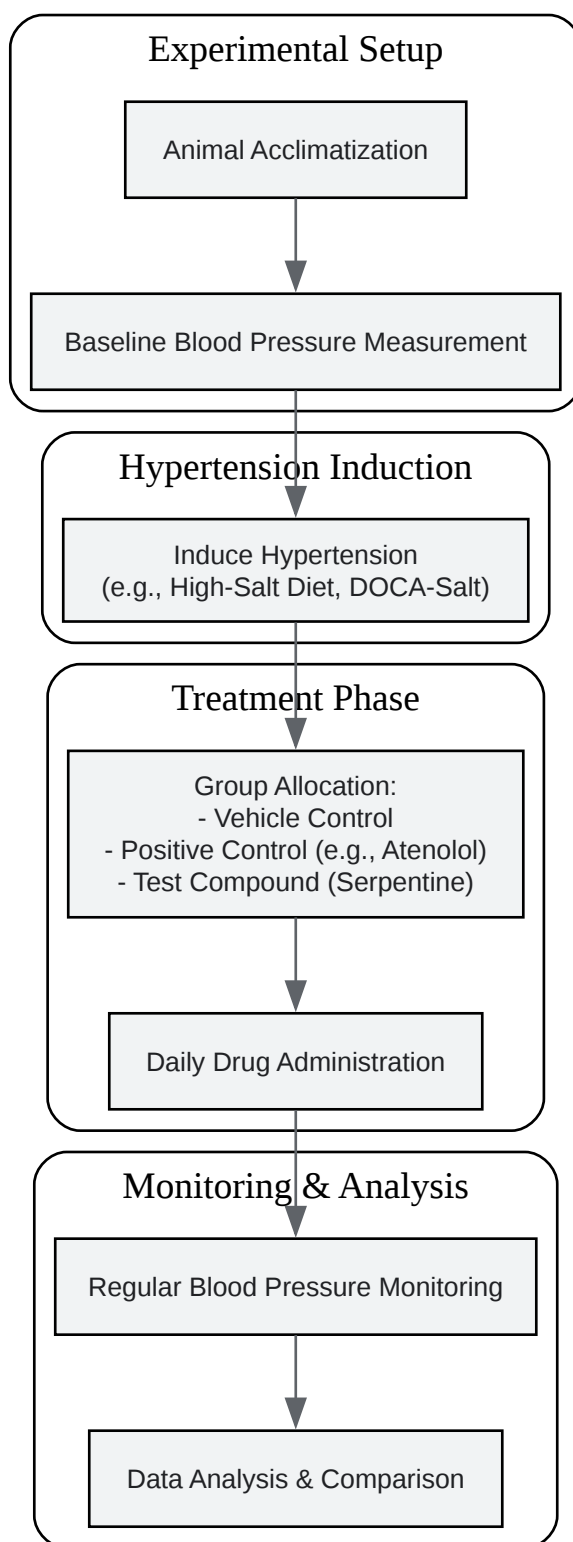 Experimental Setup
Animal Acclimatization
Baseline Blood Pressure Measurement
Hypertension Induction
Induce Hypertension
(e.g., High-Salt Diet, DOCA-Salt)
Treatment Phase
Group Allocation:
- Vehicle Control
- Positive Control (e.g., Atenolol)
- Test Compound (Serpentine)
Daily Drug Administration
Monitoring & Analysis
Regular Blood Pressure Monitoring
Data Analysis & Comparison